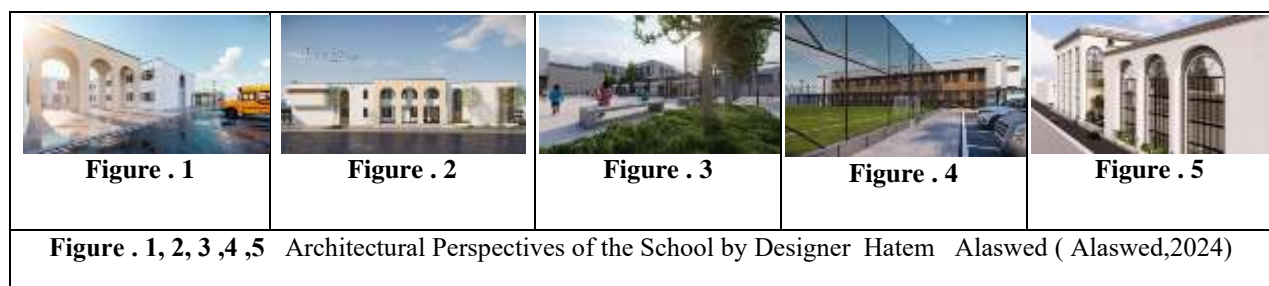 Figure . 1
Figure . 2
Figure . 3
Figure . 4
Figure . 5
Figure . 1, 2, 3 ,4 ,5 Architectural Perspectives of the School by Designer Hatem Alaswed ( Alaswed,2024)